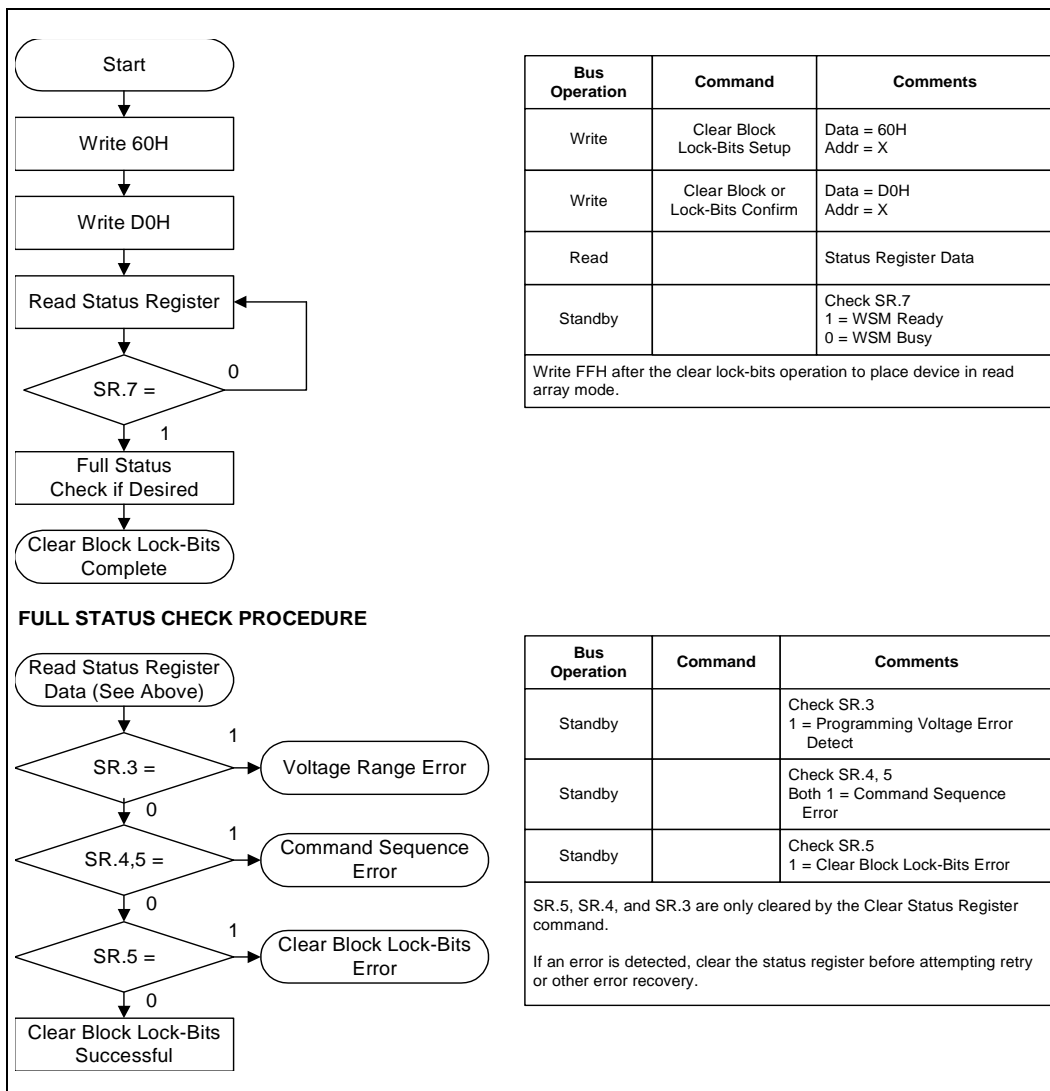 Start
Write 60H
Write D0H
Read Status Register
SR.7 =
0
1
Full Status
Check if Desired
Clear Block Lock-Bits
Complete
Bus
Operation
Command
Comments
Write
Clear Block
Lock-Bits Setup
Data = 60H
Addr = X
Write
Clear Block or
Lock-Bits Confirm
Data = D0H
Addr = X
Read
Status Register Data
Standby
Check SR.7
1 = WSM Ready
0 = WSM Busy
Write FFH after the clear lock-bits operation to place device in read
array mode.
FULL STATUS CHECK PROCEDURE
Read Status Register
Data (See Above)
SR.3 =
1
Voltage Range Error
0
SR.4,5 =
1
Command Sequence
Error
0
SR.5 =
1
Clear Block Lock-Bits
Error
0
Clear Block Lock-Bits
Successful
Bus
Operation
Command
Comments
Standby
Check SR.3
1 = Programming Voltage Error
Detect
Standby
Check SR.4, 5
Both 1 = Command Sequence
Error
Standby
Check SR.5
1 = Clear Block Lock-Bits Error
SR.5, SR.4, and SR.3 are only cleared by the Clear Status Register
command.
If an error is detected, clear the status register before attempting retry
or other error recovery.